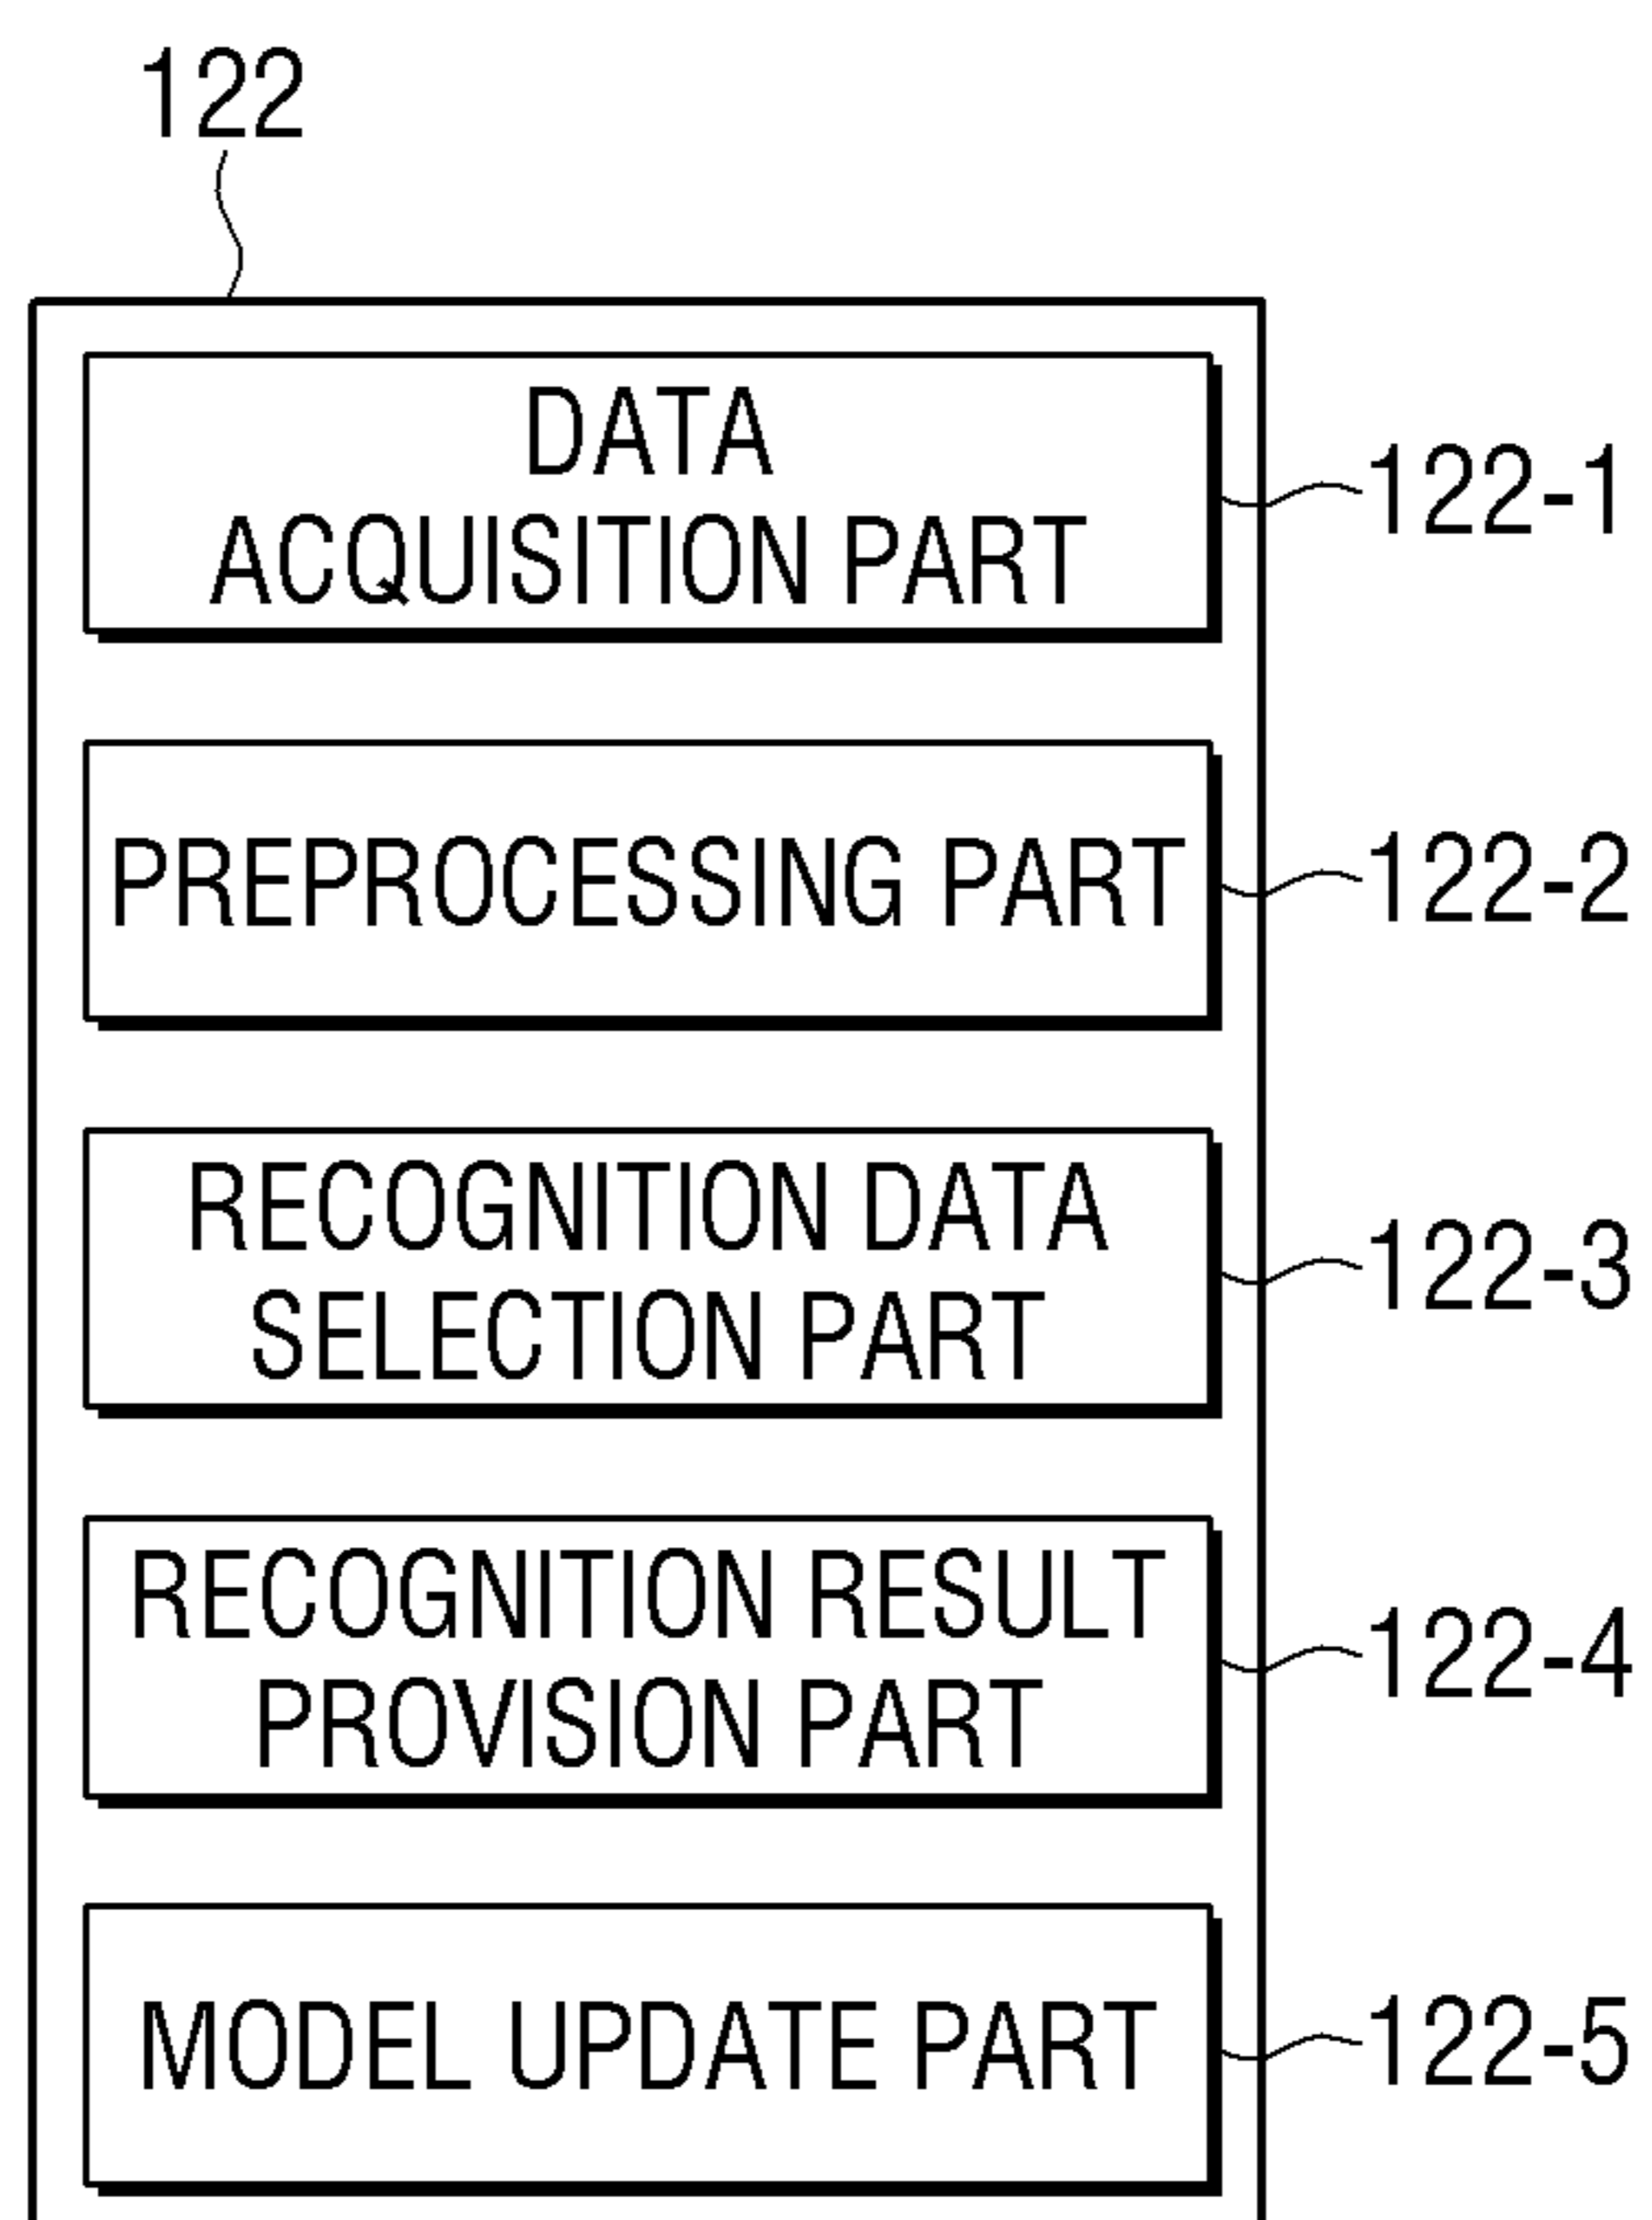 122
DATA
ACQUISITION PART
122-1
PREPROCESSING PART
122-2
RECOGNITION DATA
SELECTION PART
122-3
RECOGNITION RESULT
PROVISION PART
122-4
MODEL UPDATE PART
122-5